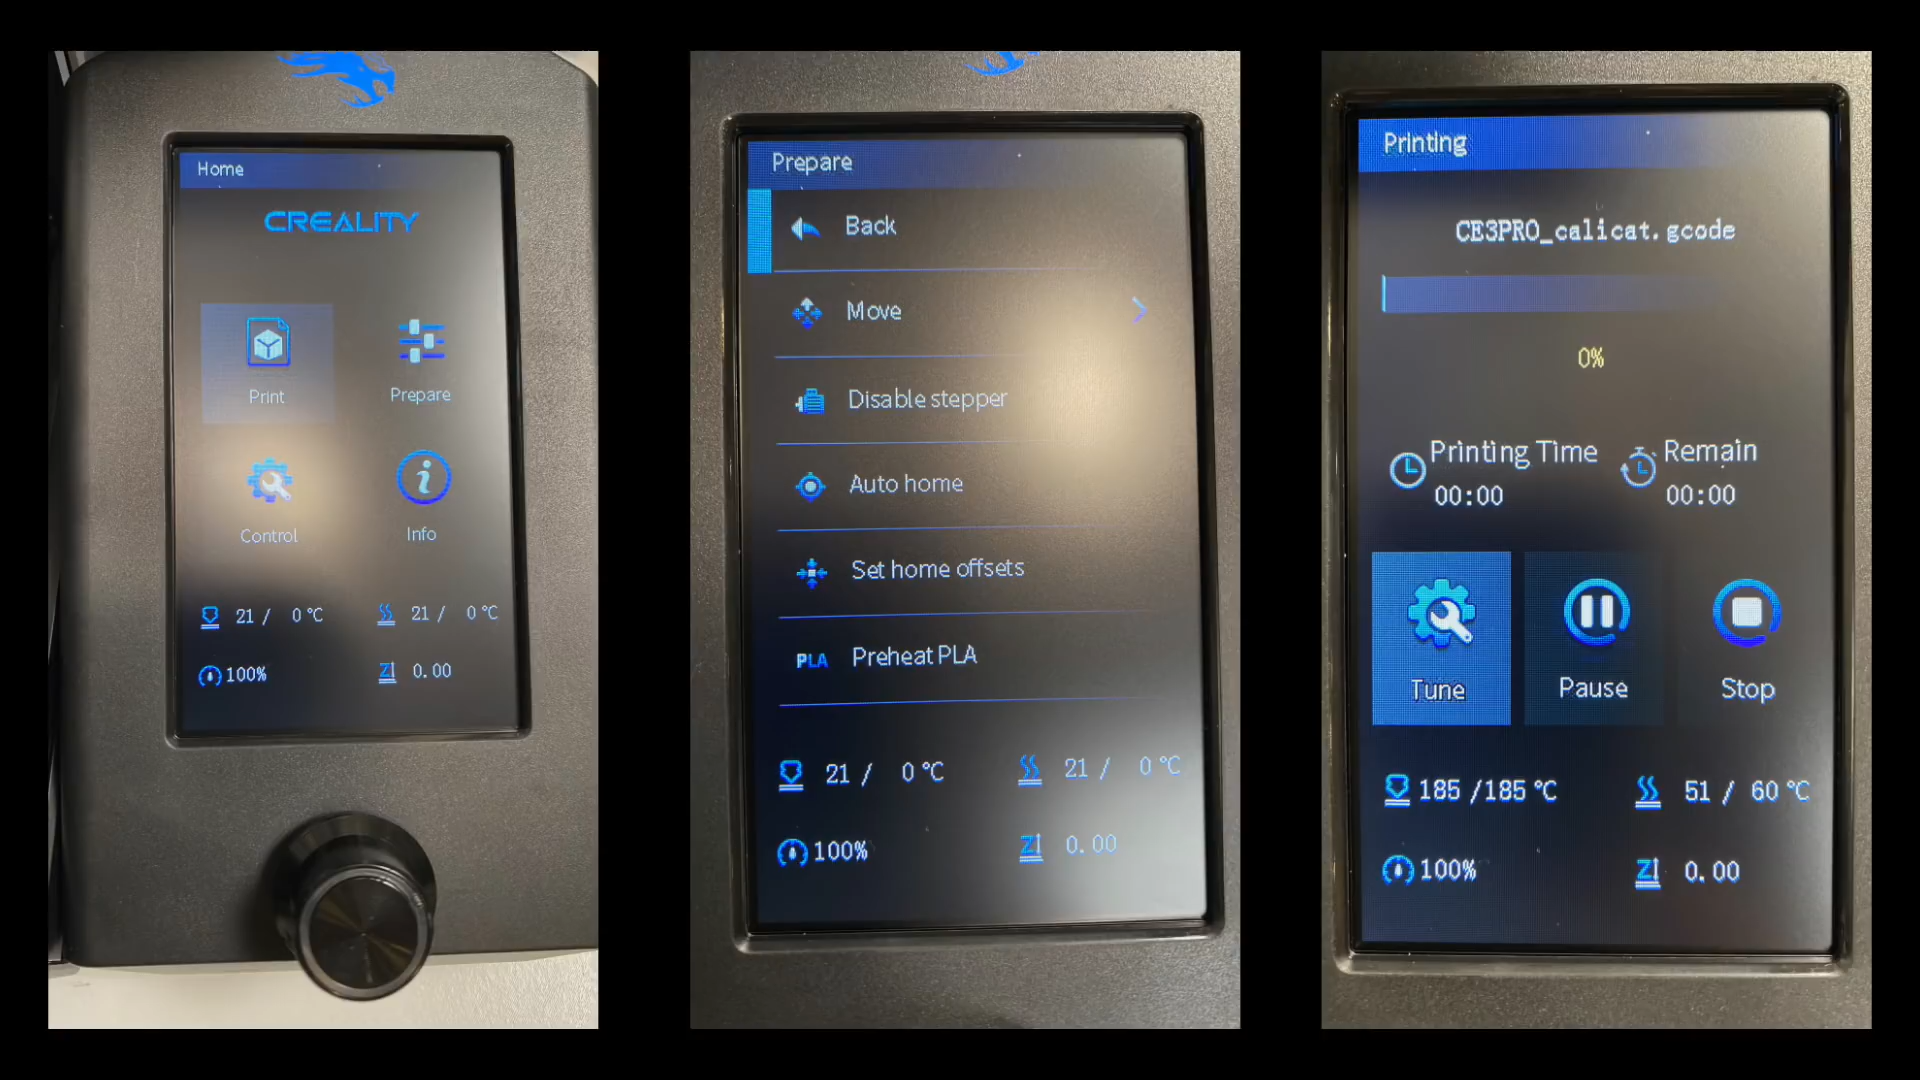 Home
CREALITY
Print
Prepare
Control
Info
21 / 0 ℃
21 / 0 ℃
100%
Z 0.00
Prepare
Back
Move
Disable stepper
Auto home
Set home offsets
PLA Preheat PLA
21 / 0 ℃
21 / 0 ℃
100%
Z 0.00
Printing
CE3PRO_calicat.gcode
0%
Printing Time
00:00
Remain
00:00
Tune
Pause
Stop
185 /185 ℃
51 / 60 ℃
100%
Z 0.00